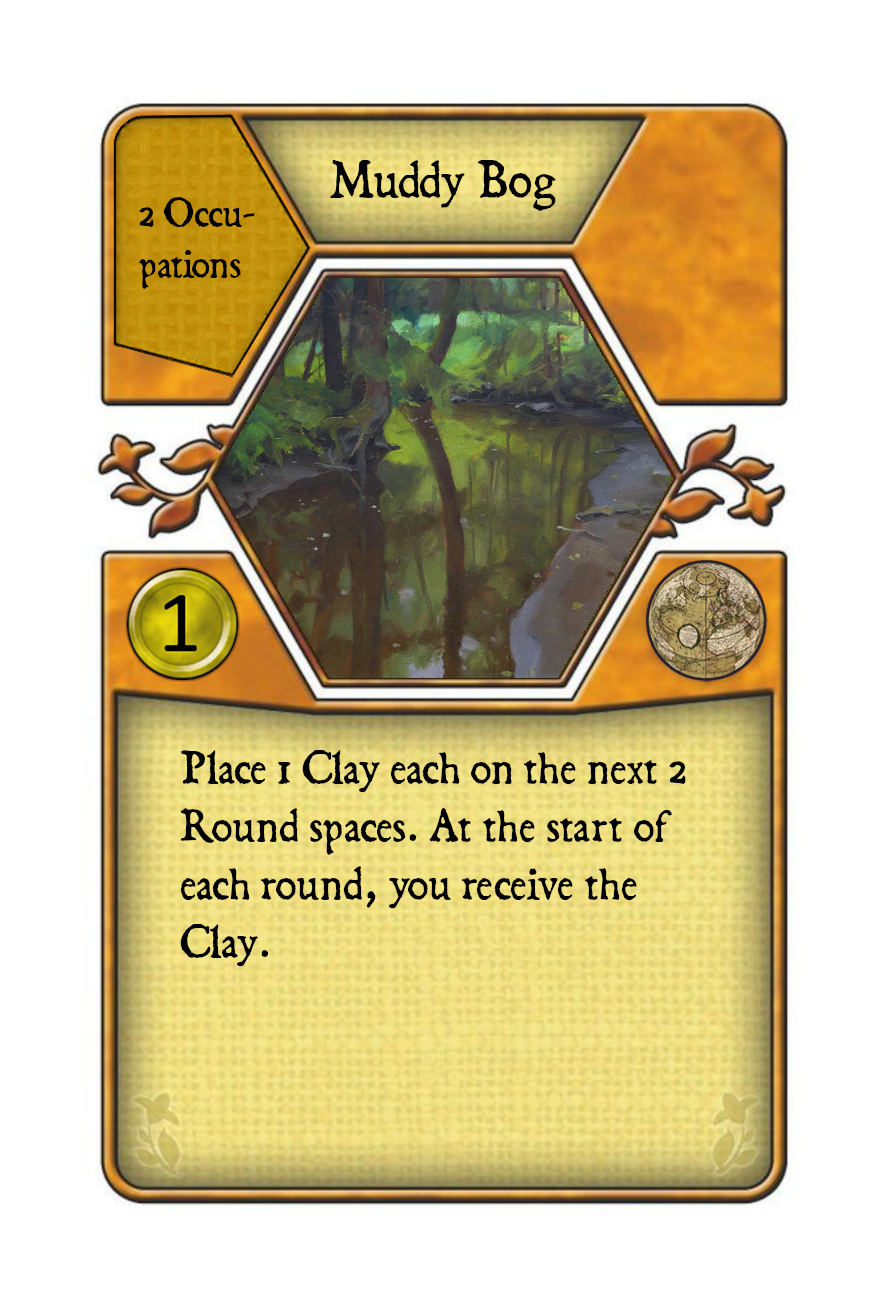 Muddy Bog
2 Occu-
pations
1
Place 1 Clay each on the next 2
Round spaces. At the start of
each round, you receive the
Clay.